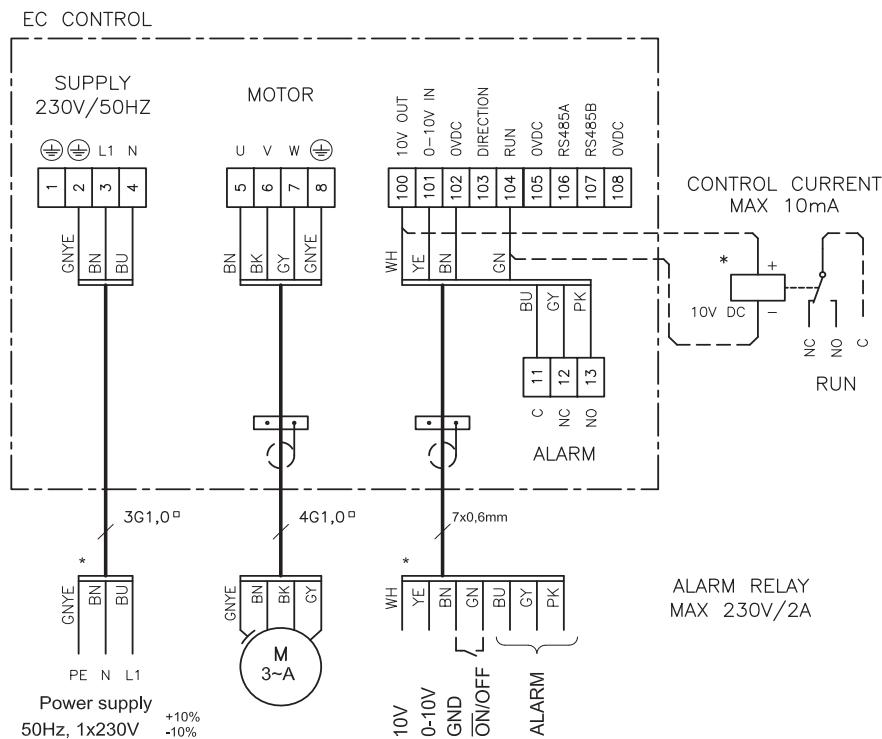 EC CONTROL
SUPPLY
230V/50HZ
MOTOR
10V OUT
0-10V IN
0VDC
DIRECTION
RUN
0VDC
RS485A
RS485B
0VDC
L1 N
U V W
1 2 3 4
5 6 7 8
100 101 102 103 104 105 106 107 108
CONTROL CURRENT
MAX 10mA
GNYE BN BU
BN BK GY GNYE
WH YE BN GN
* +
10V DC -
NC NO C
RUN
BU GY PK
11 12 13
C NC NO
ALARM
3G1,0
4G1,0
7x0,6mm
*
*
GNYE BN BU
GNYE BN BK GY
WH YE BN GN BU GY PK
ALARM RELAY
MAX 230V/2A
M
3~A
PE N L1
Power supply
50Hz, 1x230V +10% -10%
10V
0-10V
GND
ON/OFF
ALARM